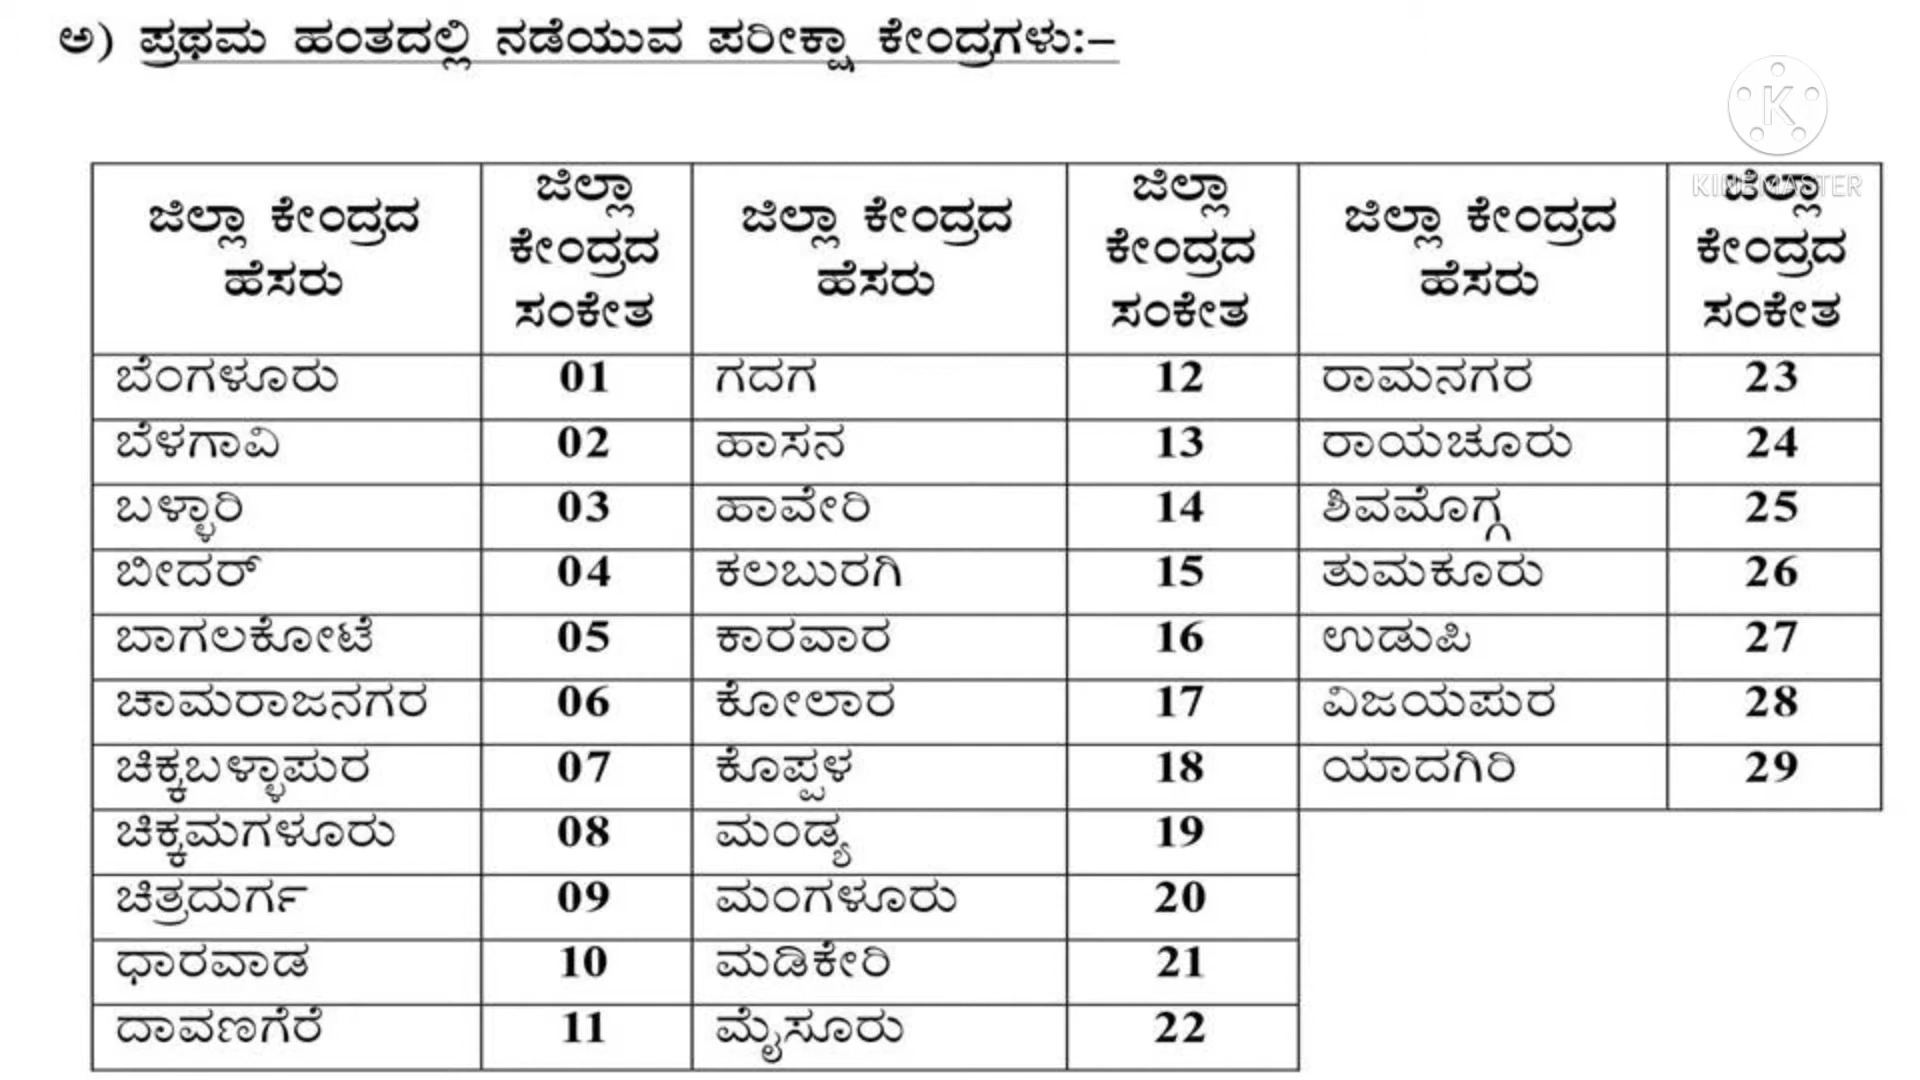 ಅ) ಪ್ರಥಮ ಹಂತದಲ್ಲಿ ನಡೆಯುವ ಪರೀಕ್ಷಾ ಕೇಂದ್ರಗಳು:–
K
KINEMASTER
ಜಿಲ್ಲಾ ಕೇಂದ್ರದ ಹೆಸರು ಜಿಲ್ಲಾ ಕೇಂದ್ರದ ಸಂಕೇತ ಜಿಲ್ಲಾ ಕೇಂದ್ರದ ಹೆಸರು ಜಿಲ್ಲಾ ಕೇಂದ್ರದ ಸಂಕೇತ ಜಿಲ್ಲಾ ಕೇಂದ್ರದ ಹೆಸರು ಜಿಲ್ಲಾ ಕೇಂದ್ರದ ಸಂಕೇತ
ಬೆಂಗಳೂರು 01 ಗದಗ 12 ರಾಮನಗರ 23
ಬೆಳಗಾವಿ 02 ಹಾಸನ 13 ರಾಯಚೂರು 24
ಬಳ್ಳಾರಿ 03 ಹಾವೇರಿ 14 ಶಿವಮೊಗ್ಗ 25
ಬೀದರ್ 04 ಕಲಬುರಗಿ 15 ತುಮಕೂರು 26
ಬಾಗಲಕೋಟೆ 05 ಕಾರವಾರ 16 ಉಡುಪಿ 27
ಚಾಮರಾಜನಗರ 06 ಕೋಲಾರ 17 ವಿಜಯಪುರ 28
ಚಿಕ್ಕಬಳ್ಳಾಪುರ 07 ಕೊಪ್ಪಳ 18 ಯಾದಗಿರಿ 29
ಚಿಕ್ಕಮಗಳೂರು 08 ಮಂಡ್ಯ 19
ಚಿತ್ರದುರ್ಗ 09 ಮಂಗಳೂರು 20
ಧಾರವಾಡ 10 ಮಡಿಕೇರಿ 21
ದಾವಣಗೆರೆ 11 ಮೈಸೂರು 22